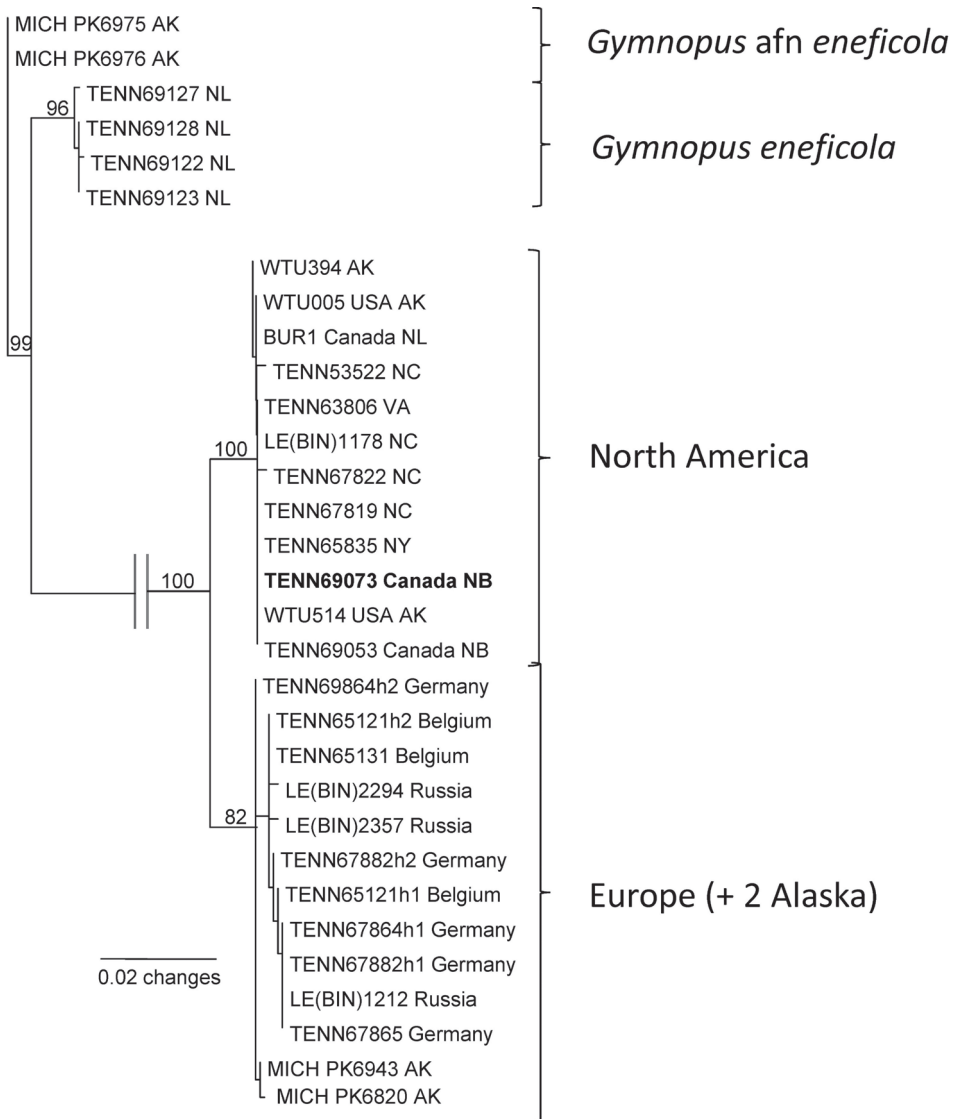 MICH PK6975 AK
MICH PK6976 AK
Gymnopus afn eneficola
96
TENN69127 NL
TENN69128 NL
TENN69122 NL
TENN69123 NL
Gymnopus eneficola
99
WTU394 AK
WTU005 USA AK
BUR1 Canada NL
TENN53522 NC
TENN63806 VA
LE(BIN)1178 NC
100
TENN67822 NC
TENN67819 NC
TENN65835 NY
TENN69073 Canada NB
WTU514 USA AK
TENN69053 Canada NB
North America
100
TENN69864h2 Germany
TENN65121h2 Belgium
TENN65131 Belgium
LE(BIN)2294 Russia
82
LE(BIN)2357 Russia
TENN67882h2 Germany
TENN65121h1 Belgium
TENN67864h1 Germany
TENN67882h1 Germany
LE(BIN)1212 Russia
TENN67865 Germany
MICH PK6943 AK
MICH PK6820 AK
Europe (+ 2 Alaska)
0.02 changes